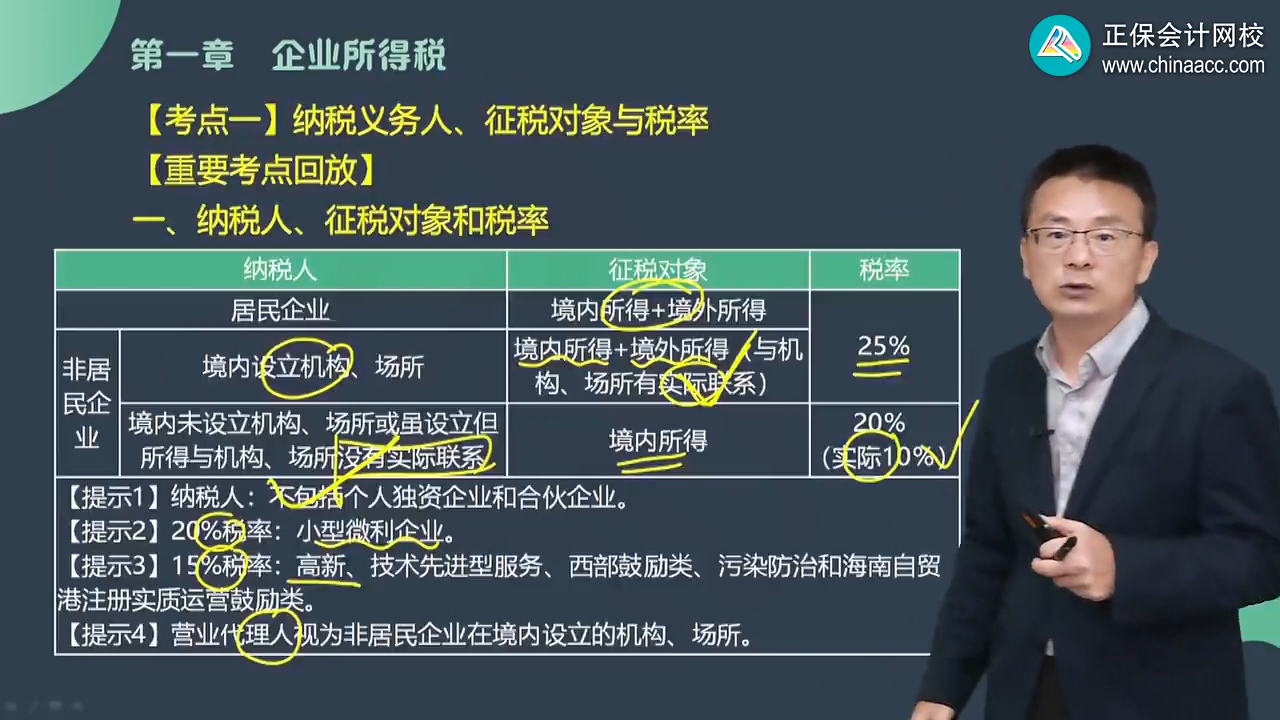 第一章 企业所得税
正保会计网校
www.chinaacc.com
【考点一】纳税义务人、征税对象与税率
【重要考点回放】
一、纳税人、征税对象和税率
纳税人 征税对象 税率
居民企业 境内所得+境外所得 25%
非居民企业
境内设立机构、场所
境内所得+境外所得（与机
构、场所有实际联系）
境内未设立机构、场所或虽设立但
所得与机构、场所没有实际联系
境内所得
20%
（实际10%）
【提示1】纳税人：不包括个人独资企业和合伙企业。
【提示2】20%税率：小型微利企业。
【提示3】15%税率：高新、技术先进型服务、西部鼓励类、污染防治和海南自贸
港注册实质运营鼓励类。
【提示4】营业代理人视为非居民企业在境内设立的机构、场所。